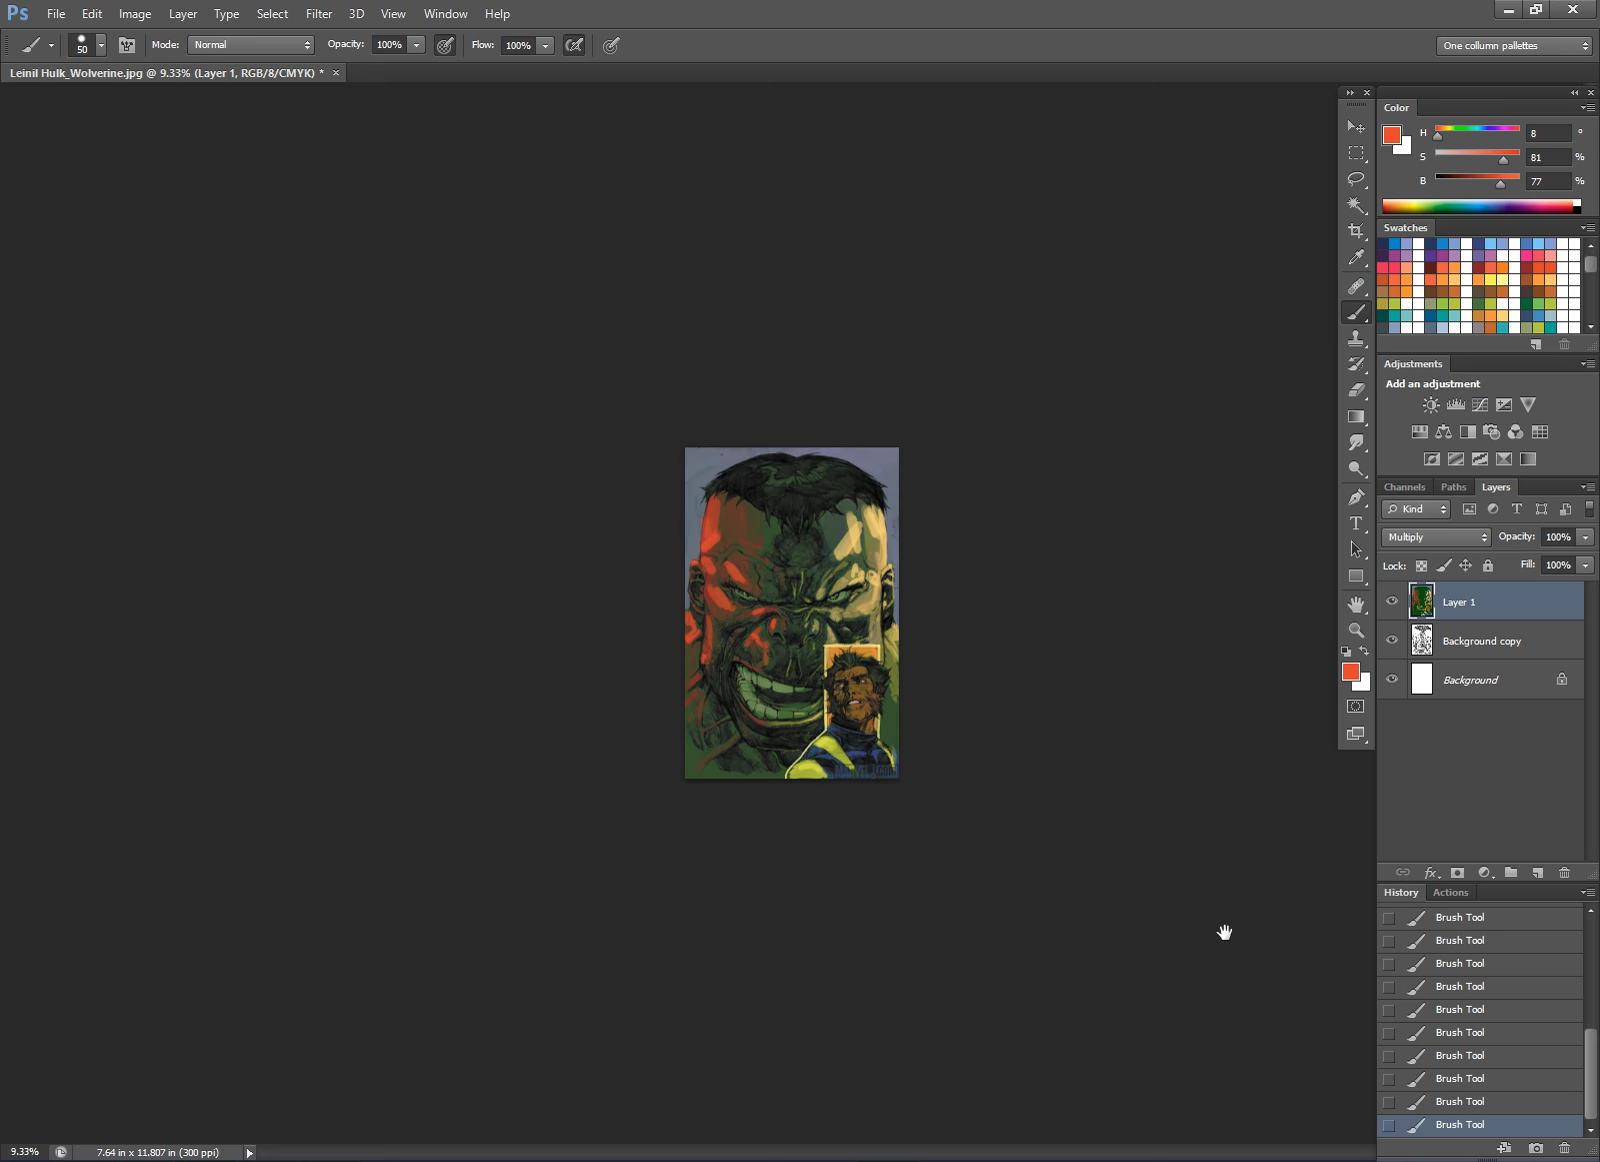 Ps File Edit Image Layer Type Select Filter 3D View Window Help
50 Mode: Normal Opacity: 100% Flow: 100% One collumn pallettes
Leinil Hulk_Wolverine.jpg @ 9.33% (Layer 1, RGB/8/CMYK) * ×
Color
H 8 °
S 81 %
B 77 %
Swatches
Adjustments
Add an adjustment
Channels Paths Layers
Kind T
Multiply Opacity: 100%
Lock: Fill: 100%
Layer 1
Background copy
Background
fx
History Actions
Brush Tool
Brush Tool
Brush Tool
Brush Tool
Brush Tool
Brush Tool
Brush Tool
Brush Tool
Brush Tool
Brush Tool
9.33% 7.64 in x 11.807 in (300 ppi)